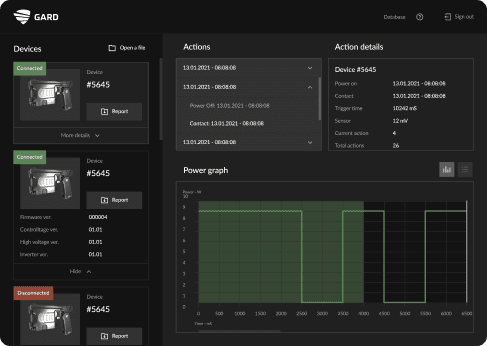 GARD
Database
Sign out
Devices
Open a file
Connected
Device
#5645
Report
More details
Connected
Device
#5645
Report
Firmware ver. 000004
Controlltage ver. 01.01
High voltage ver. 01.01
Inverter ver. 01.01
Hide
Disconnected
Device
#5645
Report
Actions
13.01.2021 - 08:08:08
13.01.2021 - 08:08:08
Power Off: 13.01.2021 - 08:08:08
Contact: 13.01.2021 - 08:08:08
13.01.2021 - 08:08:08
Action details
Device #5645
Power on 13.01.2021 - 08:08:08
Contact 13.01.2021 - 08:08:08
Trigger time 10242 mS
Sensor 12 mV
Current action 4
Total actions 26
Power graph
10
9
8
7
6
5
4
3
2
1
0
0 500 1000 1500 2000 2500 3000 3500 4000 4500 5000 5500 6000 6500
Time - mS